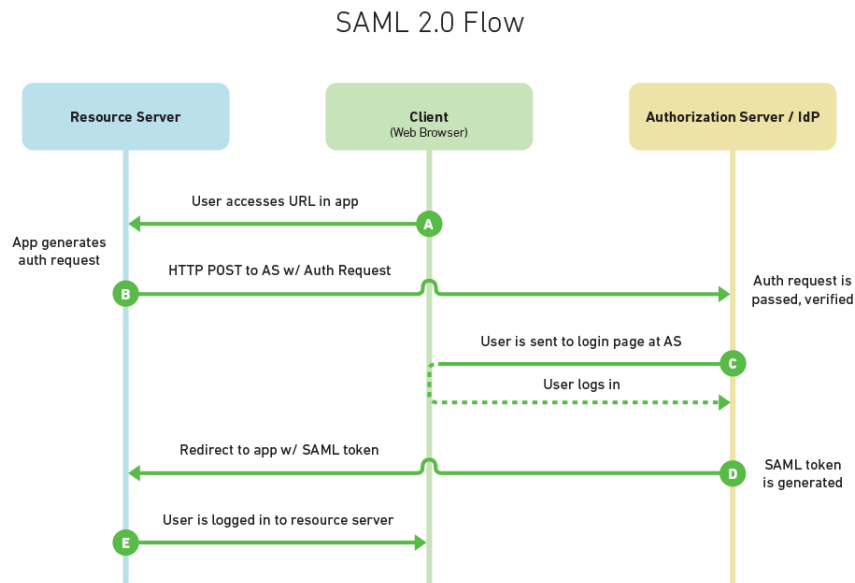 SAML 2.0 Flow
Resource Server
Client
(Web Browser)
Authorization Server / IdP
User accesses URL in app
A
App generates
auth request
HTTP POST to AS w/ Auth Request
B
Auth request is
passed, verified
User is sent to login page at AS
C
User logs in
Redirect to app w/ SAML token
D
SAML token
is generated
User is logged in to resource server
E